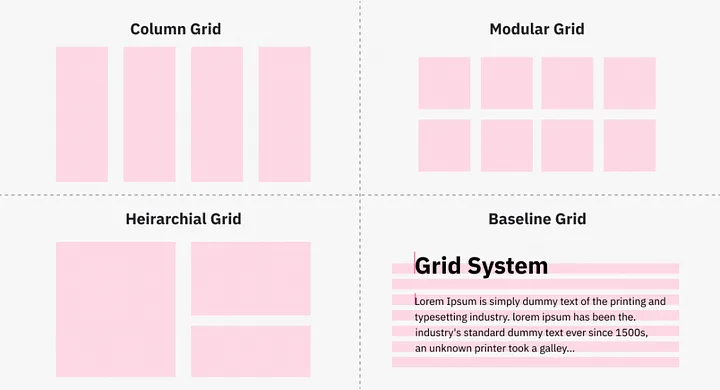 Column Grid
Modular Grid
Heirarchial Grid
Baseline Grid
Grid System
Lorem Ipsum is simply dummy text of the printing and
typesetting industry. lorem ipsum has been the.
industry's standard dummy text ever since 1500s,
an unknown printer took a galley...